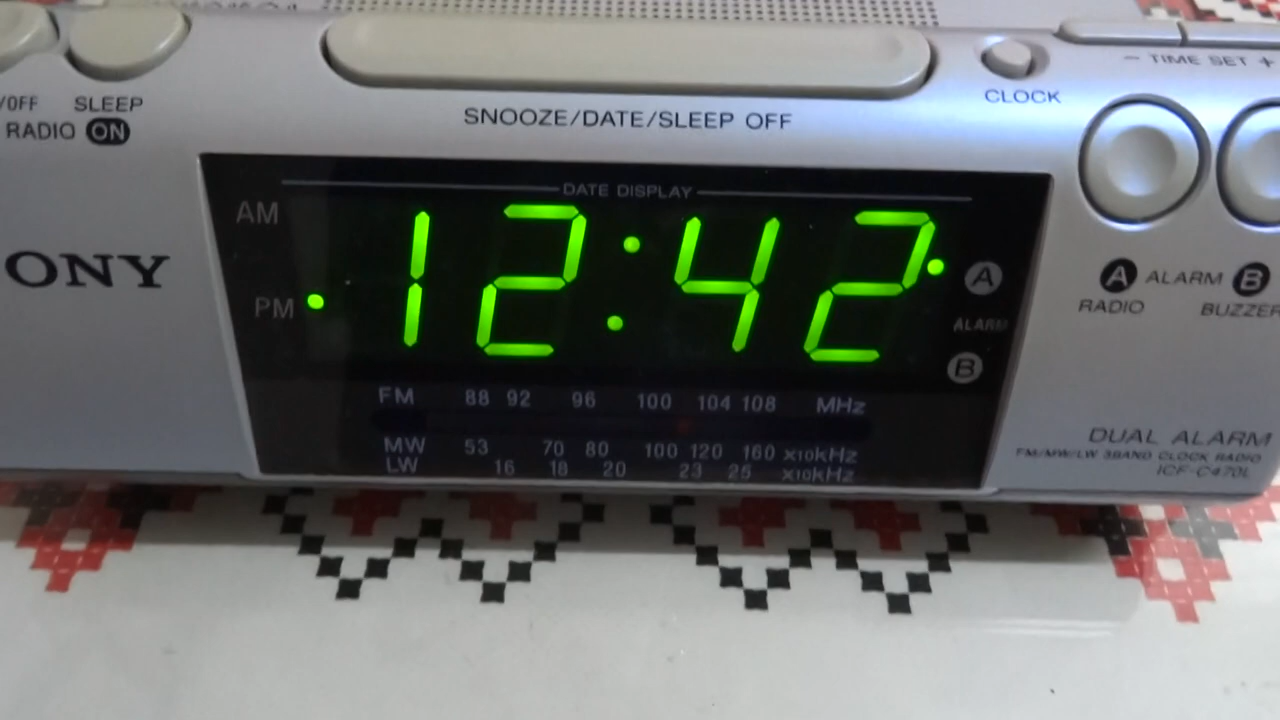 /OFF SLEEP
RADIO ON
SNOOZE/DATE/SLEEP OFF
CLOCK
− TIME SET +
DATE DISPLAY
AM
PM
12:42
A
ALARM
B
ONY
A ALARM B
RADIO BUZZER
FM 88 92 96 100 104 108 MHz
MW 53 70 80 100 120 160 x10kHz
LW 16 18 20 23 25 x10kHz
DUAL ALARM
FM/MW/LW 3BAND CLOCK RADIO
ICF-C470L